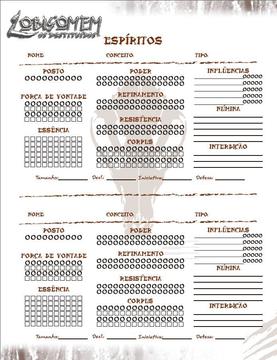 LOBISOMEM
OS DESTITUÍDOS
ESPÍRITOS
NOME CONCEITO TIPO
POSTO PODER INFLUÊNCIAS
FORÇA DE VONTADE REFINAMENTO
RESISTÊNCIA NÚMINA
ESSÊNCIA CORPUS
INTERDIÇÃO
Tamanho: Desl.: Iniciativa: Defesa:
NOME CONCEITO TIPO
POSTO PODER INFLUÊNCIAS
FORÇA DE VONTADE REFINAMENTO
RESISTÊNCIA NÚMINA
ESSÊNCIA CORPUS
INTERDIÇÃO
Tamanho: Desl.: Iniciativa: Defesa: